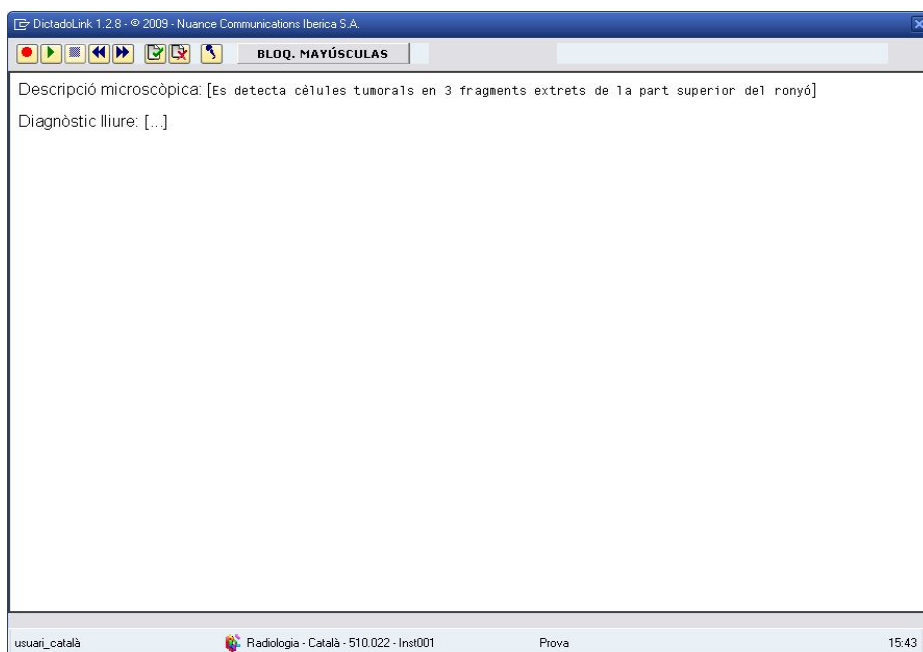 DictadoLink 1.2.8 - © 2009 - Nuance Communications Iberica S.A.
BLOQ. MAYÚSCULAS
Descripció microscòpica: [Es detecta cèlules tumorals en 3 fragments extrets de la part superior del ronyó]
Diagnòstic lliure: [...]
usuari_català Radiologia - Català - 510.022 - Inst001 Prova 15:43